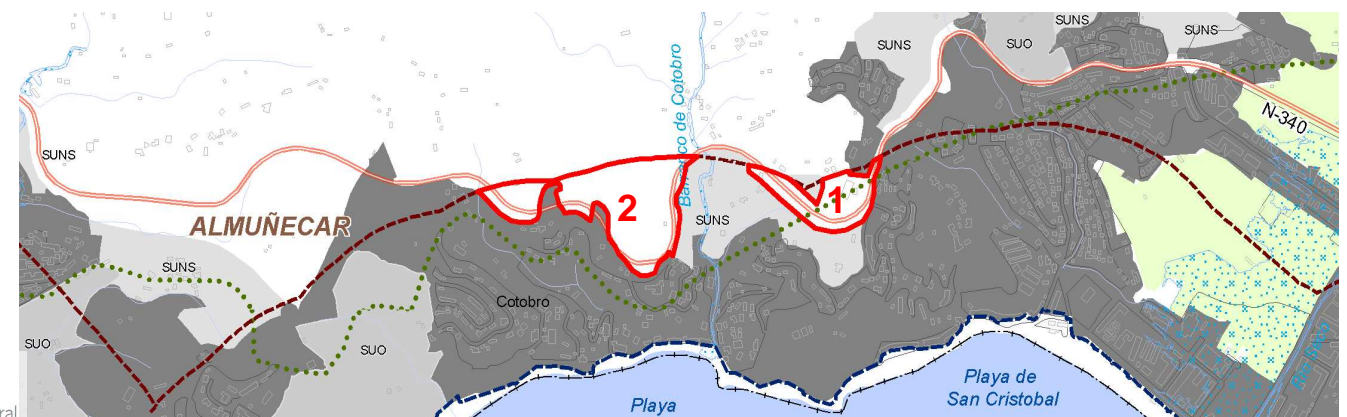 SUNS
SUNS
SUO
SUNS
N-340
Barranco de Cotobro
SUNS
1
2
ALMUÑECAR
SUNS
SUNS
Cotobro
SUO
SUO
Playa de
San Cristobal
Playa
ral